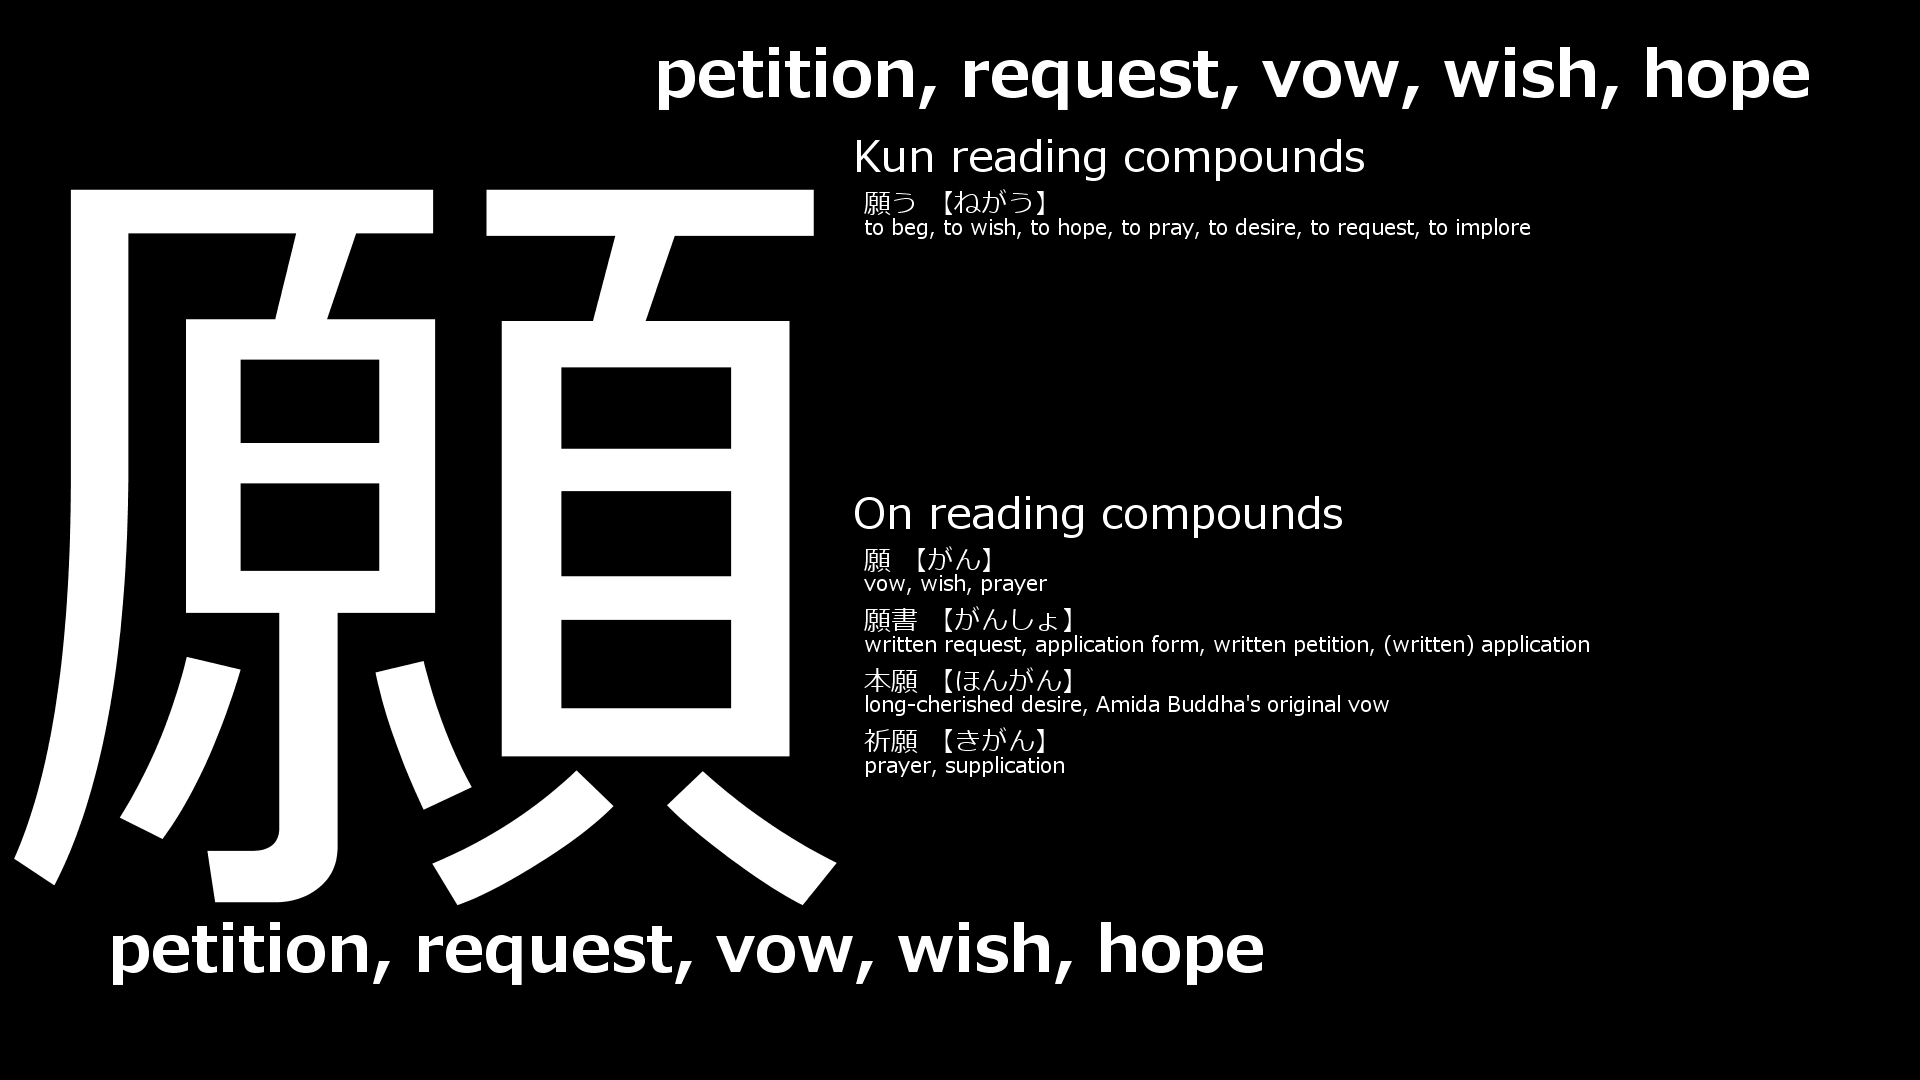 petition, request, vow, wish, hope
願
Kun reading compounds
願う 【ねがう】
to beg, to wish, to hope, to pray, to desire, to request, to implore
On reading compounds
願 【がん】
vow, wish, prayer
願書 【がんしょ】
written request, application form, written petition, (written) application
本願 【ほんがん】
long-cherished desire, Amida Buddha's original vow
祈願 【きがん】
prayer, supplication
petition, request, vow, wish, hope